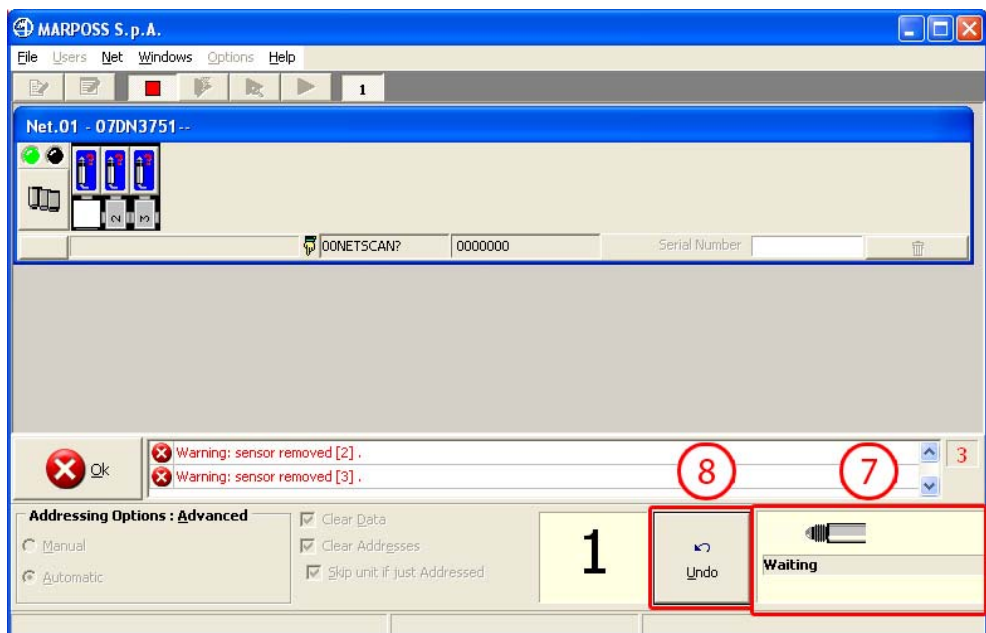 MARPOSS S.p.A.
File Users Net Windows Options Help
1
Net.01 - 07DN3751--
? ? ?
2 3
00NETSCAN? 0000000 Serial Number
Ok
Warning: sensor removed [2] .
Warning: sensor removed [3] .
3
8 7
Addressing Options : Advanced
Manual
Automatic
Clear Data
Clear Addresses
Skip unit if just Addressed
1
Undo
Waiting